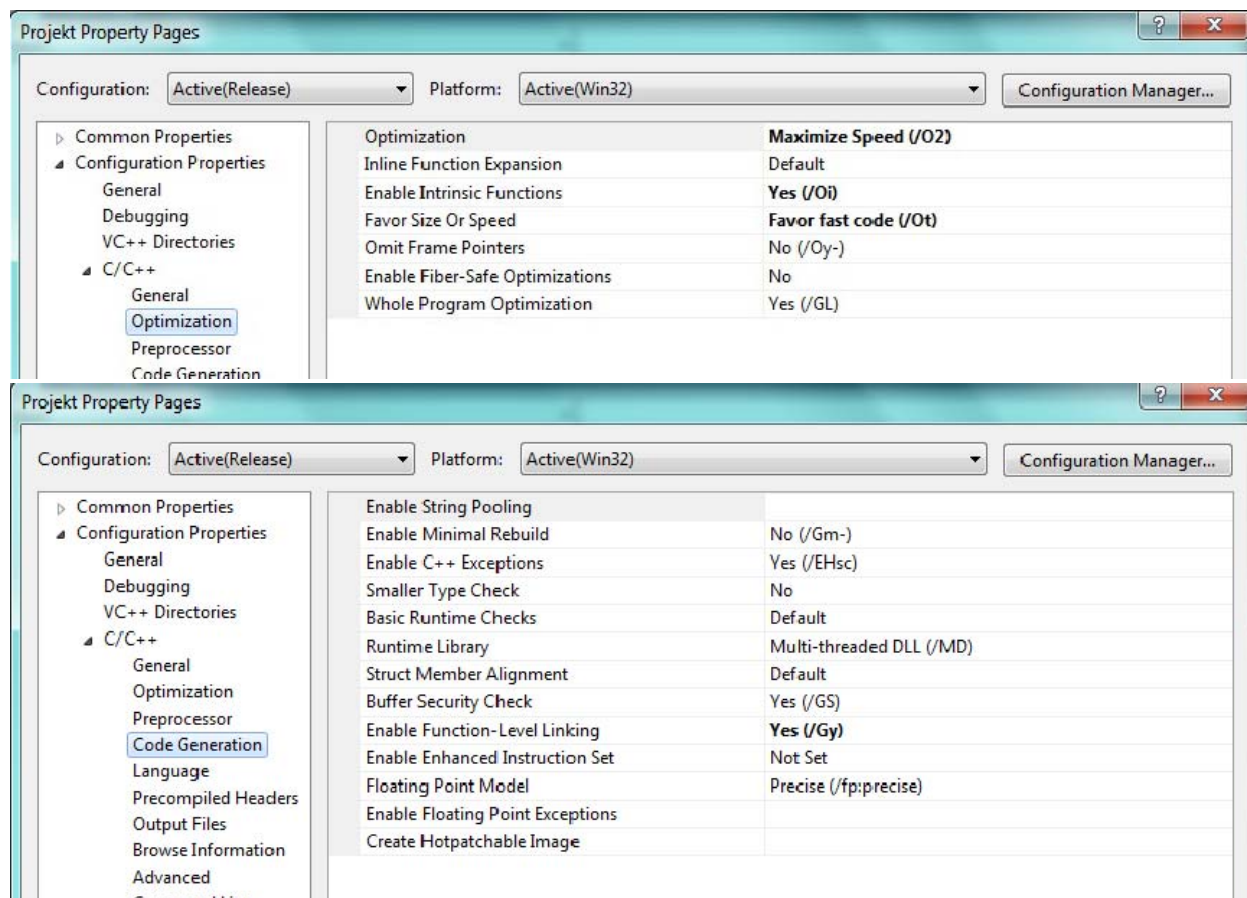 Projekt Property Pages
Configuration: Active(Release) Platform: Active(Win32) Configuration Manager...
Common Properties
Configuration Properties
General
Debugging
VC++ Directories
C/C++
General
Optimization
Preprocessor
Code Generation
Optimization Maximize Speed (/O2)
Inline Function Expansion Default
Enable Intrinsic Functions Yes (/Oi)
Favor Size Or Speed Favor fast code (/Ot)
Omit Frame Pointers No (/Oy-)
Enable Fiber-Safe Optimizations No
Whole Program Optimization Yes (/GL)
Projekt Property Pages
Configuration: Active(Release) Platform: Active(Win32) Configuration Manager...
Common Properties
Configuration Properties
General
Debugging
VC++ Directories
C/C++
General
Optimization
Preprocessor
Code Generation
Language
Precompiled Headers
Output Files
Browse Information
Advanced
Enable String Pooling
Enable Minimal Rebuild No (/Gm-)
Enable C++ Exceptions Yes (/EHsc)
Smaller Type Check No
Basic Runtime Checks Default
Runtime Library Multi-threaded DLL (/MD)
Struct Member Alignment Default
Buffer Security Check Yes (/GS)
Enable Function-Level Linking Yes (/Gy)
Enable Enhanced Instruction Set Not Set
Floating Point Model Precise (/fp:precise)
Enable Floating Point Exceptions
Create Hotpatchable Image